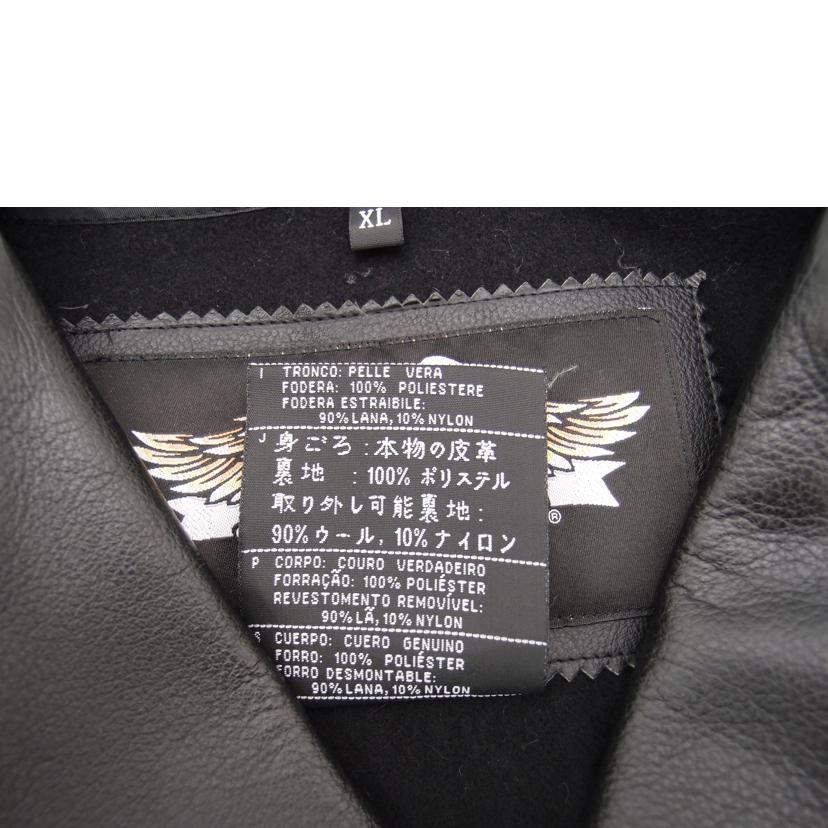 XL
I TRONCO: PELLE VERA
FODERA: 100% POLIESTERE
FODERA ESTRAIBILE:
90% LANA, 10% NYLON
J 身ごろ : 本物の皮革
裏地 : 100% ポリステル
取り外し可能裏地 :
90% ウール, 10% ナイロン
®
P CORPO: COURO VERDADEIRO
FORRAÇÃO: 100% POLIÉSTER
REVESTOMENTO REMOVÍVEL:
90% LÃ, 10% NYLON
S CUERPO: CUERO GENUINO
FORRO: 100% POLIÉSTER
FORRO DESMONTABLE:
90% LANA, 10% NYLON